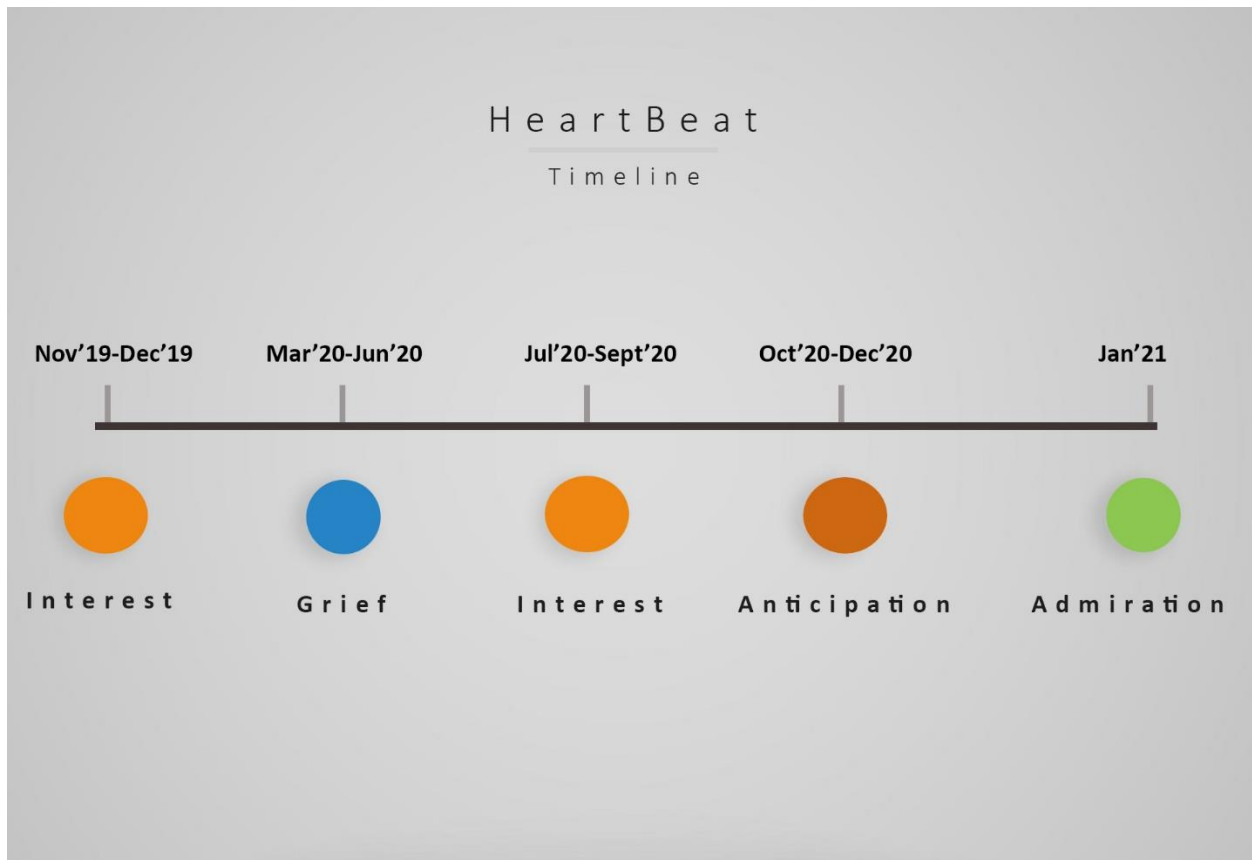 HeartBeat
Timeline
Nov’19-Dec’19 Mar’20-Jun’20 Jul’20-Sept’20 Oct’20-Dec’20 Jan’21
Interest Grief Interest Anticipation Admiration